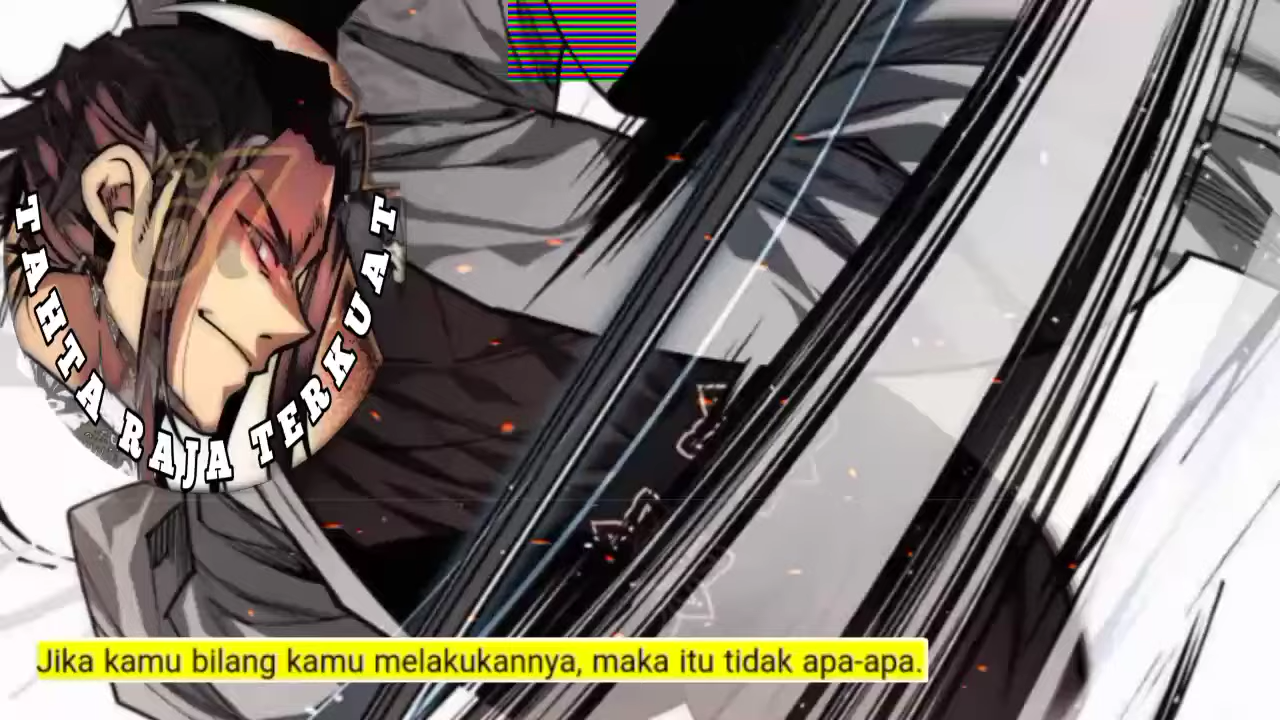 TAHTA RAJA TERKUAT
Jika kamu bilang kamu melakukannya, maka itu tidak apa-apa.